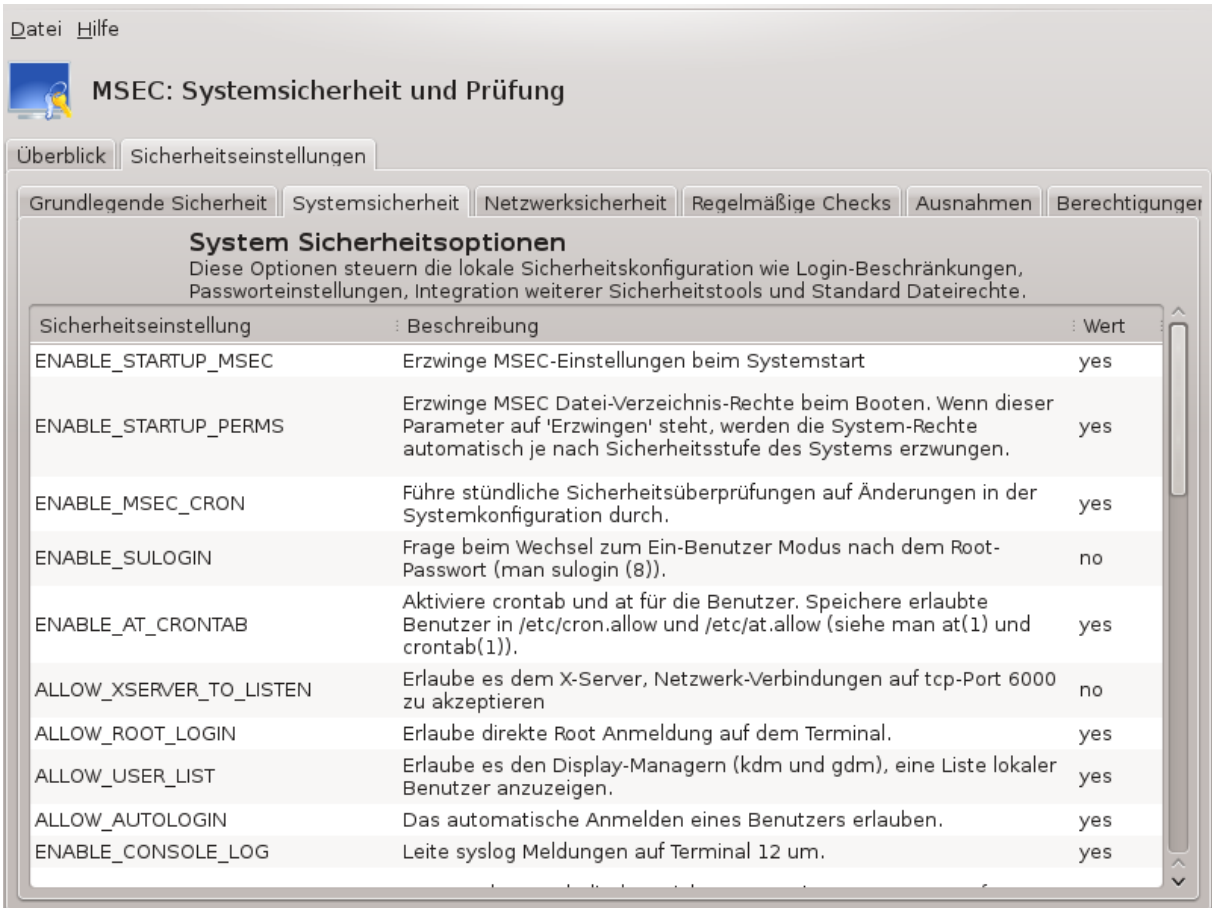 Datei Hilfe
MSEC: Systemsicherheit und Prüfung
Überblick Sicherheitseinstellungen
Grundlegende Sicherheit Systemsicherheit Netzwerksicherheit Regelmäßige Checks Ausnahmen Berechtigungen
System Sicherheitsoptionen
Diese Optionen steuern die lokale Sicherheitskonfiguration wie Login-Beschränkungen,
Passworteinstellungen, Integration weiterer Sicherheitstools und Standard Dateirechte.
Sicherheitseinstellung Beschreibung Wert
ENABLE_STARTUP_MSEC Erzwinge MSEC-Einstellungen beim Systemstart yes
Erzwinge MSEC Datei-Verzeichnis-Rechte beim Booten. Wenn dieser
ENABLE_STARTUP_PERMS Parameter auf 'Erzwingen' steht, werden die System-Rechte yes
automatisch je nach Sicherheitsstufe des Systems erzwungen.
ENABLE_MSEC_CRON Führe stündliche Sicherheitsüberprüfungen auf Änderungen in der yes
Systemkonfiguration durch.
ENABLE_SULOGIN Frage beim Wechsel zum Ein-Benutzer Modus nach dem Root- no
Passwort (man sulogin (8)).
Aktiviere crontab und at für die Benutzer. Speichere erlaubte
ENABLE_AT_CRONTAB Benutzer in /etc/cron.allow und /etc/at.allow (siehe man at(1) und yes
crontab(1)).
ALLOW_XSERVER_TO_LISTEN Erlaube es dem X-Server, Netzwerk-Verbindungen auf tcp-Port 6000 no
zu akzeptieren
ALLOW_ROOT_LOGIN Erlaube direkte Root Anmeldung auf dem Terminal. yes
ALLOW_USER_LIST Erlaube es den Display-Managern (kdm und gdm), eine Liste lokaler yes
Benutzer anzuzeigen.
ALLOW_AUTOLOGIN Das automatische Anmelden eines Benutzers erlauben. yes
ENABLE_CONSOLE_LOG Leite syslog Meldungen auf Terminal 12 um. yes